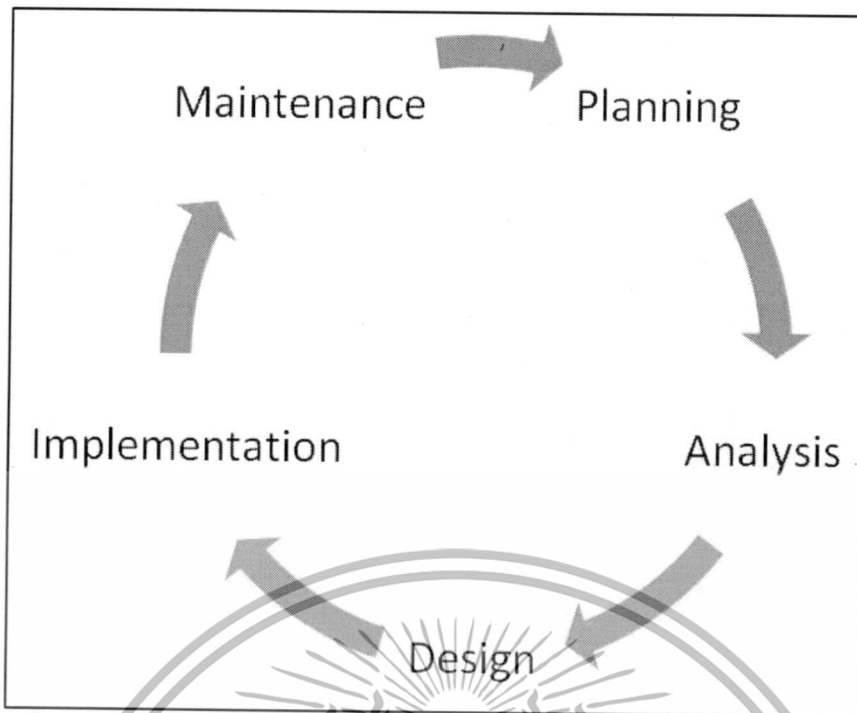 Maintenance
Planning
Implementation
Analysis
Design